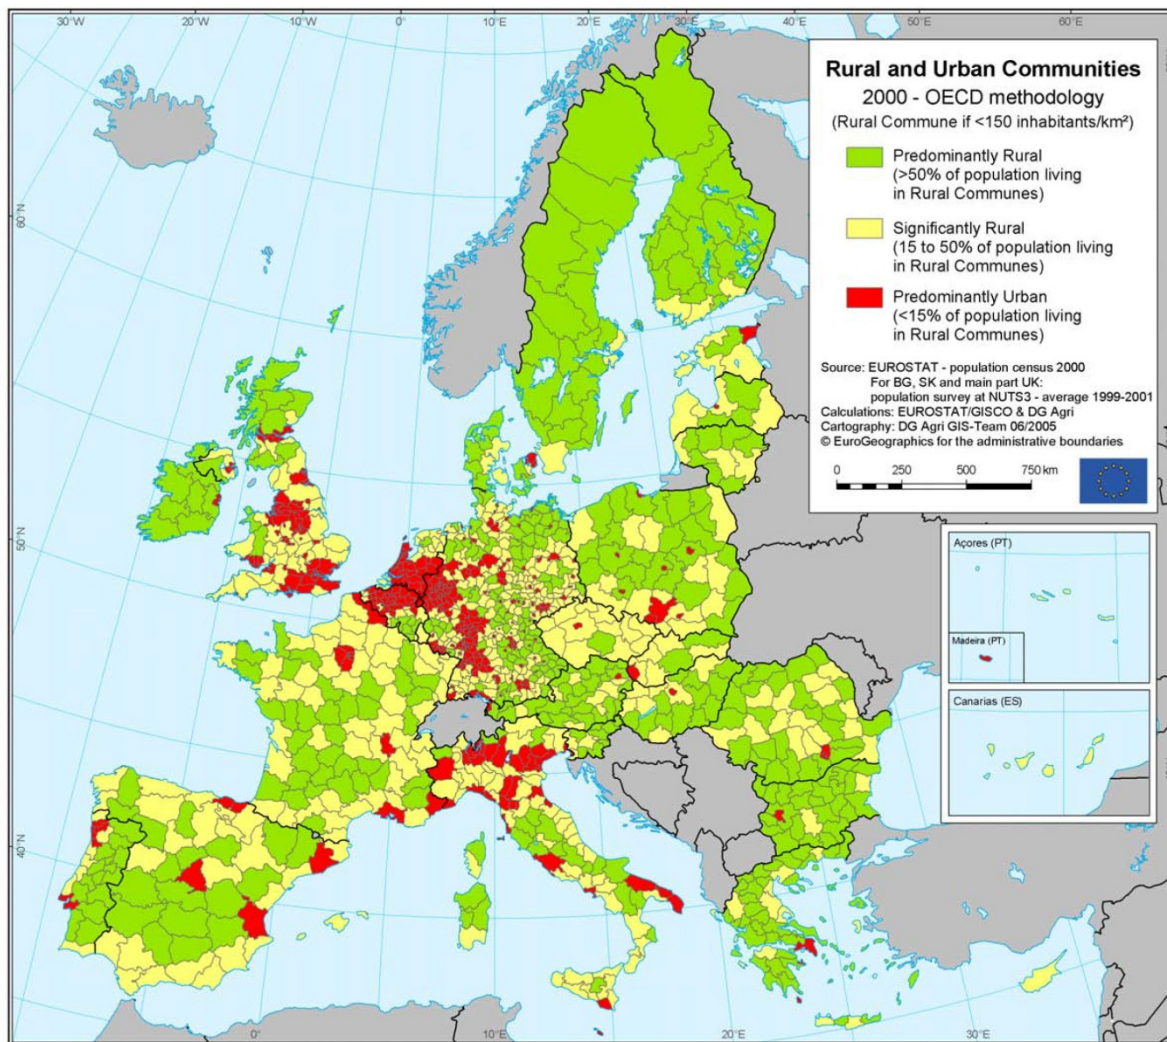 30°W
20°W
10°W
0°E
10°E
20°E
30°E
40°E
60°E
Rural and Urban Communities
2000 - OECD methodology
(Rural Commune if <150 inhabitants/km²)
Predominantly Rural
(>50% of population living
in Rural Communes)
Significantly Rural
(15 to 50% of population living
in Rural Communes)
Predominantly Urban
(<15% of population living
in Rural Communes)
Source: EUROSTAT - population census 2000
For BG, SK and main part UK:
population survey at NUTS3 - average 1999-2001
Calculations: EUROSTAT/GISCO & DG Agri
Cartography: DG Agri GIS-Team 06/2005
© EuroGeographics for the administrative boundaries
0 250 500 750 km
60°N
50°N
40°N
Açores (PT)
Madeira (PT)
Canarias (ES)
0°E
10°E
20°E
30°E